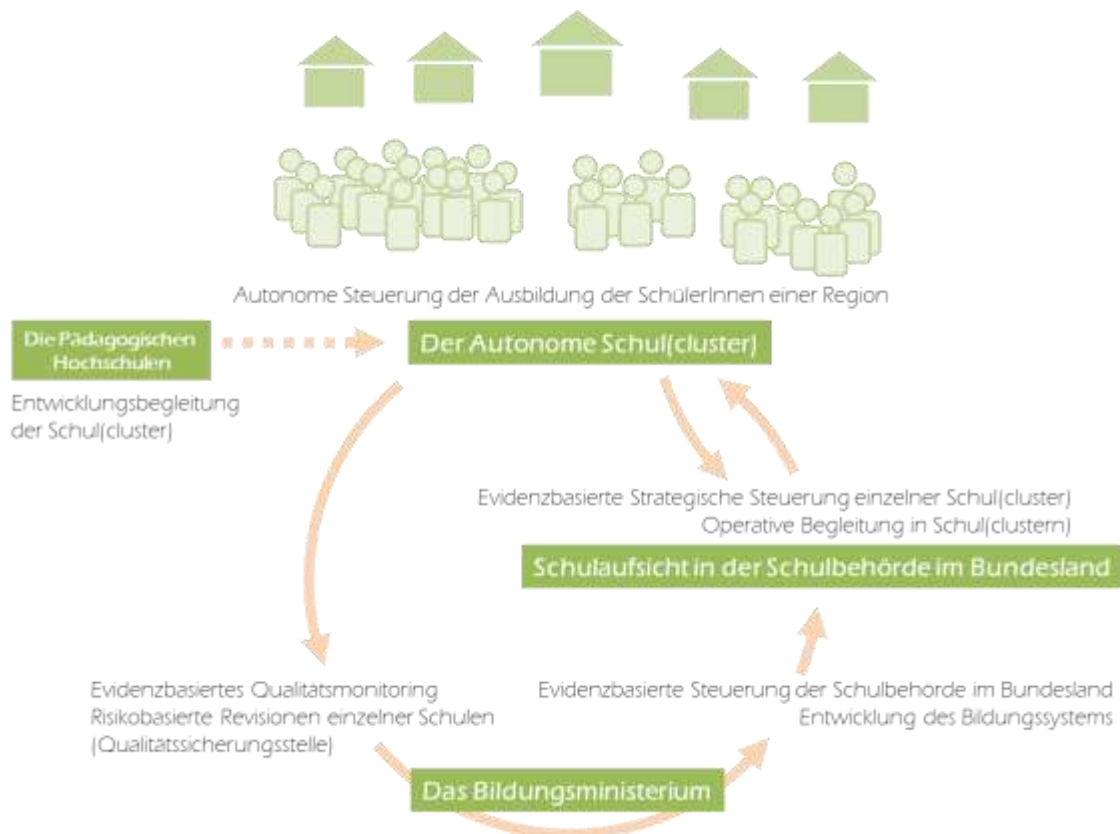 Autonome Steuerung der Ausbildung der SchülerInnen einer Region
Die Pädagogischen
Hochschulen
Der Autonome Schul(cluster)
Entwicklungsbegleitung
der Schul(cluster)
Evidenzbasierte Strategische Steuerung einzelner Schul(cluster)
Operative Begleitung in Schul(clustern)
Schulaufsicht in der Schulbehörde im Bundesland
Evidenzbasiertes Qualitätsmonitoring
Risikobasierte Revisionen einzelner Schulen
(Qualitätssicherungsstelle)
Evidenzbasierte Steuerung der Schulbehörde im Bundesland
Entwicklung des Bildungssystems
Das Bildungsministerium